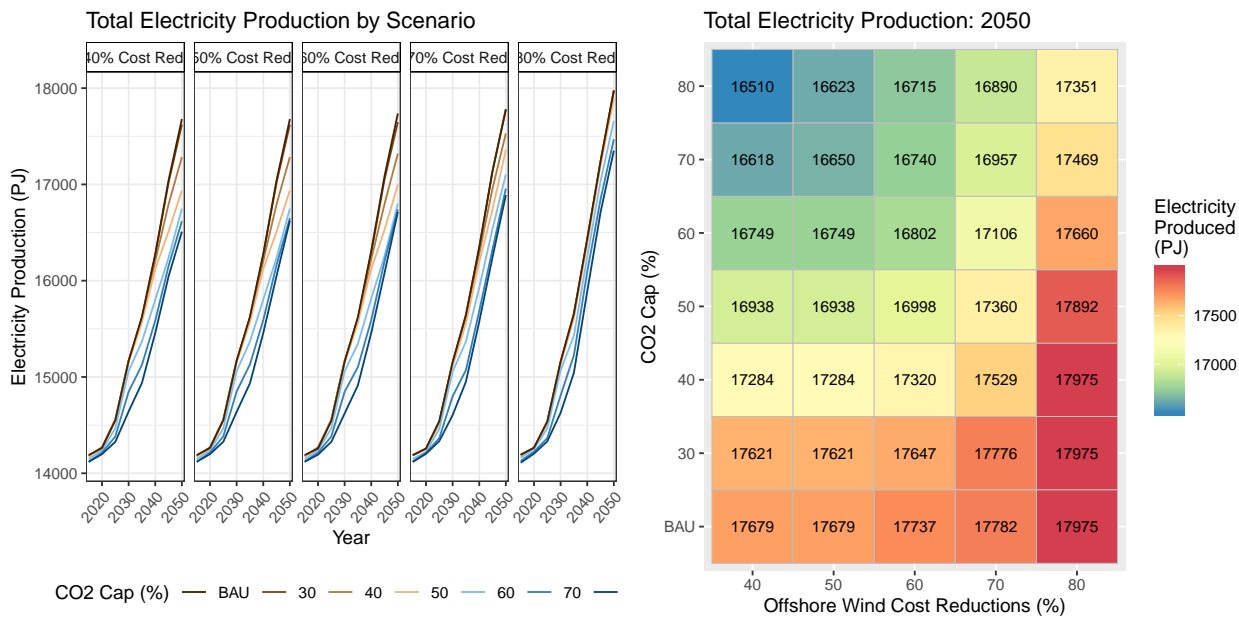 Total Electricity Production by Scenario
40% Cost Red
50% Cost Red
60% Cost Red
70% Cost Red
80% Cost Red
Electricity Production (PJ)
18000
17000
16000
15000
14000
2020 2030 2040 2050
2020 2030 2040 2050
2020 2030 2040 2050
2020 2030 2040 2050
2020 2030 2040 2050
Year
CO2 Cap (%) BAU 30 40 50 60 70
Total Electricity Production: 2050
CO2 Cap (%)
80 16510 16623 16715 16890 17351
70 16618 16650 16740 16957 17469
60 16749 16749 16802 17106 17660
50 16938 16938 16998 17360 17892
40 17284 17284 17320 17529 17975
30 17621 17621 17647 17776 17975
BAU 17679 17679 17737 17782 17975
40 50 60 70 80
Offshore Wind Cost Reductions (%)
Electricity
Produced
(PJ)
17500
17000